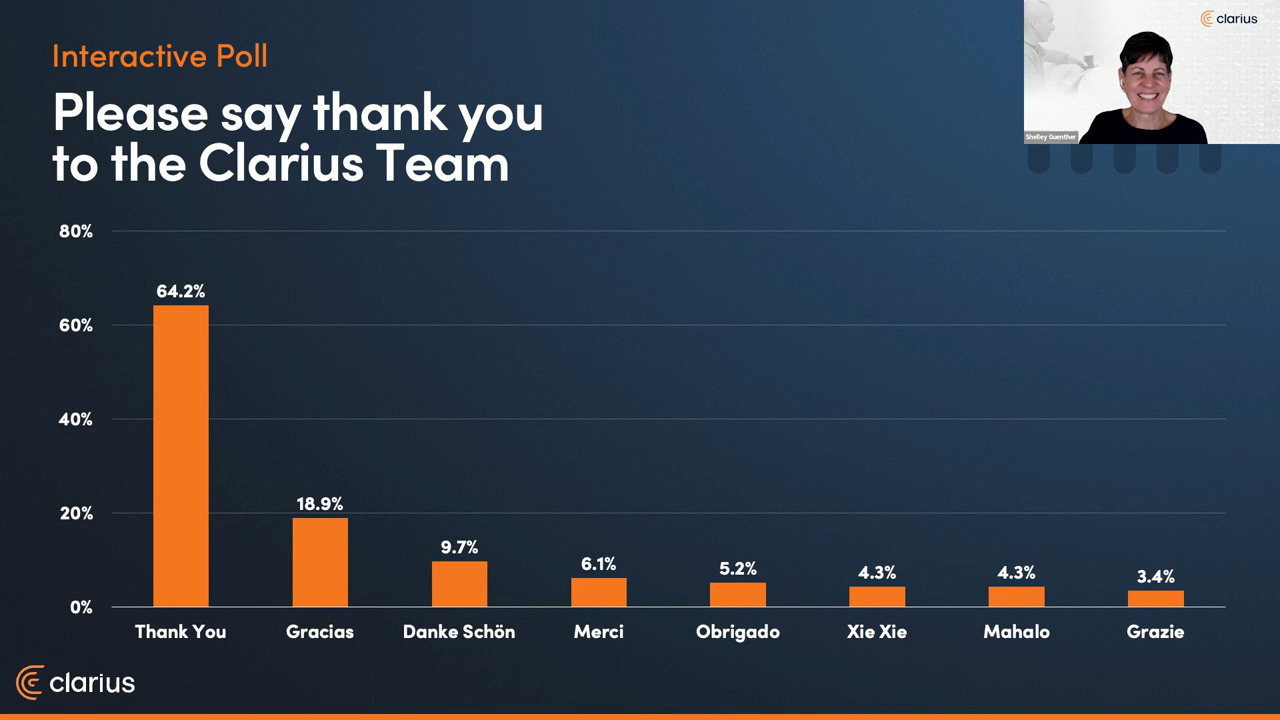 Interactive Poll
Please say thank you
to the Clarius Team
clarius
Shelley Guenther
80%
64.2%
60%
40%
18.9%
20%
9.7%
6.1%
5.2%
4.3%
4.3%
3.4%
0%
Thank You
Gracias
Danke Schön
Merci
Obrigado
Xie Xie
Mahalo
Grazie
clarius